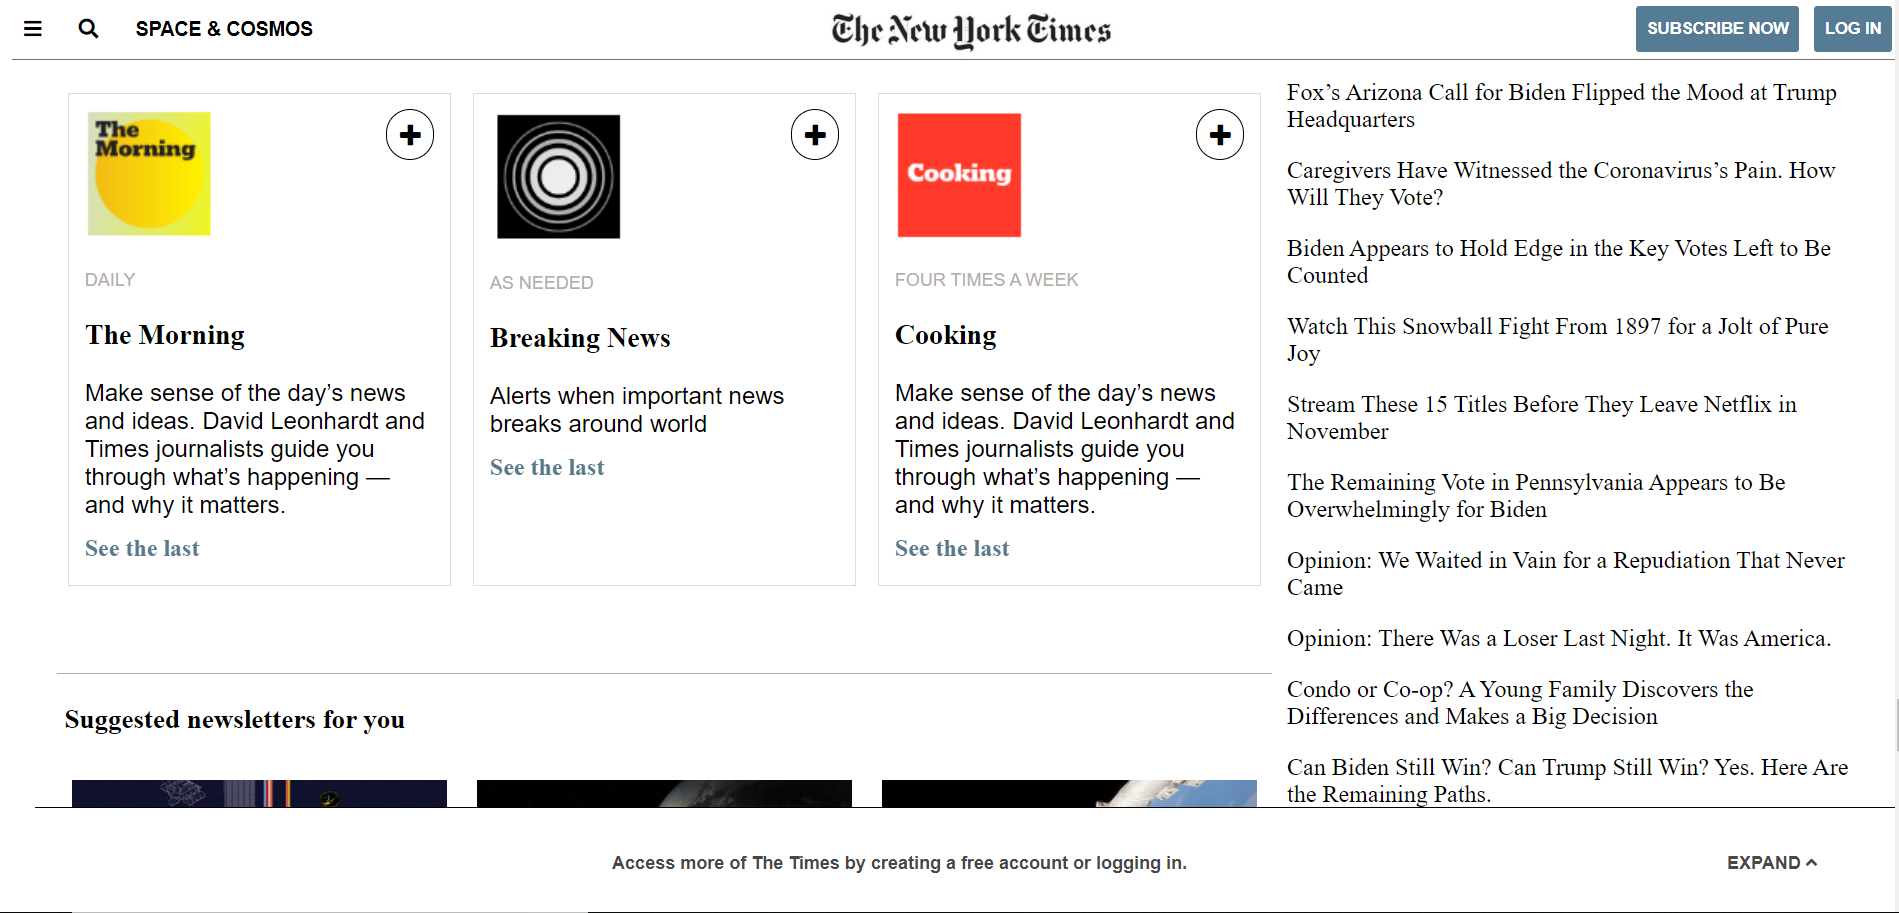 SPACE & COSMOS
The New York Times
SUBSCRIBE NOW
LOG IN
The
Morning
DAILY
The Morning
Make sense of the day’s news
and ideas. David Leonhardt and
Times journalists guide you
through what’s happening —
and why it matters.
See the last
AS NEEDED
Breaking News
Alerts when important news
breaks around world
See the last
Cooking
FOUR TIMES A WEEK
Cooking
Make sense of the day’s news
and ideas. David Leonhardt and
Times journalists guide you
through what’s happening —
and why it matters.
See the last
Suggested newsletters for you
Fox’s Arizona Call for Biden Flipped the Mood at Trump
Headquarters
Caregivers Have Witnessed the Coronavirus’s Pain. How
Will They Vote?
Biden Appears to Hold Edge in the Key Votes Left to Be
Counted
Watch This Snowball Fight From 1897 for a Jolt of Pure
Joy
Stream These 15 Titles Before They Leave Netflix in
November
The Remaining Vote in Pennsylvania Appears to Be
Overwhelmingly for Biden
Opinion: We Waited in Vain for a Repudiation That Never
Came
Opinion: There Was a Loser Last Night. It Was America.
Condo or Co-op? A Young Family Discovers the
Differences and Makes a Big Decision
Can Biden Still Win? Can Trump Still Win? Yes. Here Are
the Remaining Paths.
Access more of The Times by creating a free account or logging in.
EXPAND